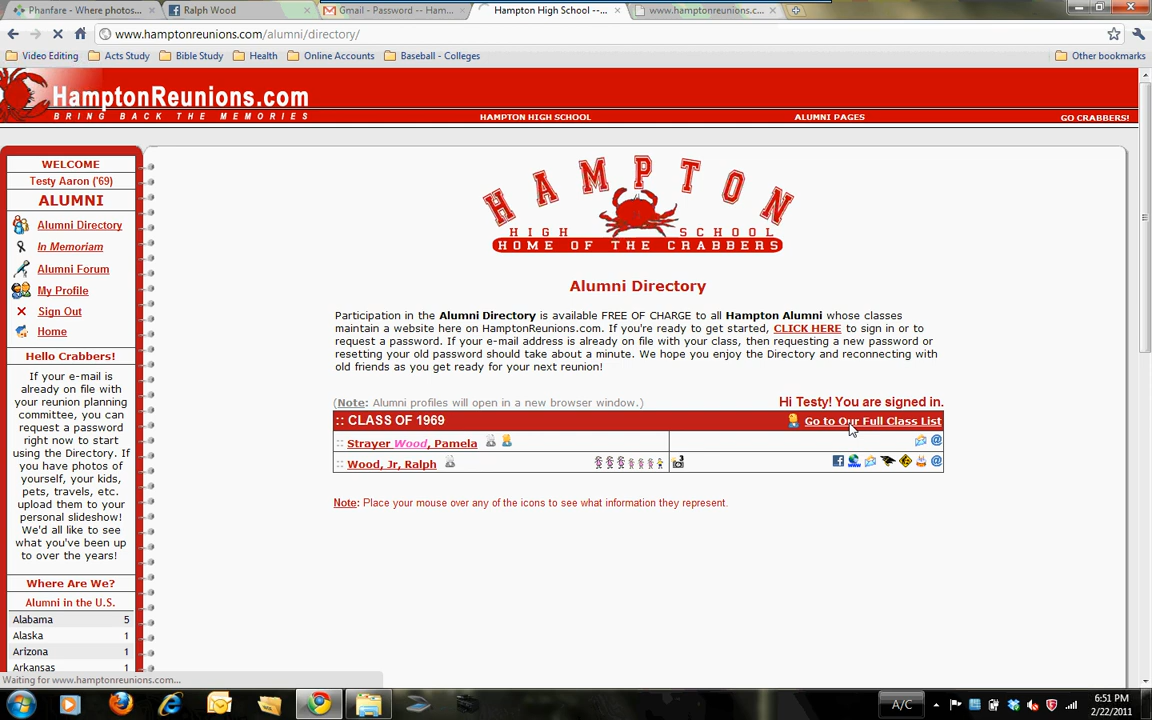 Phanfare - Where photos...
Ralph Wood
Gmail - Password -- Ham...
Hampton High School --...
www.hamptonreunions.c...
www.hamptonreunions.com/alumni/directory/
Video Editing
Acts Study
Bible Study
Health
Online Accounts
Baseball - Colleges
Other bookmarks
HamptonReunions.com
BRING BACK THE MEMORIES
HAMPTON HIGH SCHOOL
ALUMNI PAGES
GO CRABBERS!
WELCOME
Testy Aaron ('69)
ALUMNI
Alumni Directory
In Memoriam
Alumni Forum
My Profile
Sign Out
Home
Hello Crabbers!
If your e-mail is
already on file with
your reunion planning
committee, you can
request a password
right now to start
using the Directory. If
you have photos of
yourself, your kids,
pets, travels, etc.
upload them to your
personal slideshow!
We'd all like to see
what you've been up
to over the years!
Where Are We?
Alumni in the U.S.
Alabama 5
Alaska 1
Arizona 1
Arkansas 1
HAMPTON
HIGH SCHOOL
HOME OF THE CRABBERS
Alumni Directory
Participation in the Alumni Directory is available FREE OF CHARGE to all Hampton Alumni whose classes
maintain a website here on HamptonReunions.com. If you're ready to get started, CLICK HERE to sign in or to
request a password. If your e-mail address is already on file with your class, then requesting a new password or
resetting your old password should take about a minute. We hope you enjoy the Directory and reconnecting with
old friends as you get ready for your next reunion!
(Note: Alumni profiles will open in a new browser window.)
Hi Testy! You are signed in.
:: CLASS OF 1969
Go to Our Full Class List
:: Strayer Wood, Pamela
@
:: Wood, Jr, Ralph
@
Note: Place your mouse over any of the icons to see what information they represent.
Waiting for www.hamptonreunions.com...
A/C
6:51 PM
2/22/2011